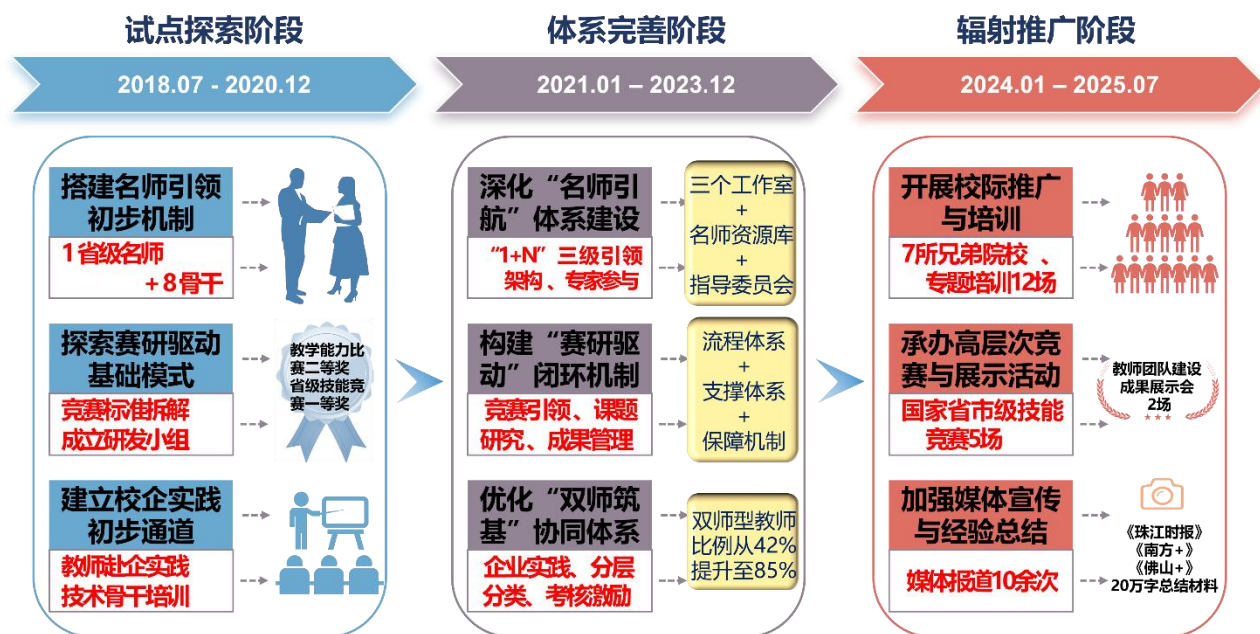 试点探索阶段
2018.07 - 2020.12
搭建名师引领
初步机制
1省级名师
+ 8骨干
探索赛研驱动
基础模式
竞赛标准拆解
成立研发小组
教学能力比
赛二等奖
省级技能竞
赛一等奖
建立校企实践
初步通道
教师赴企实践
技术骨干培训
体系完善阶段
2021.01 – 2023.12
深化“名师引
航”体系建设
“1+N”三级引领
架构、专家参与
三个工作室
+
名师资源库
+
指导委员会
构建“赛研驱
动”闭环机制
竞赛引领、课题
研究、成果管理
流程体系
+
支撑体系
+
保障机制
优化“双师筑
基”协同体系
企业实践、分层
分类、考核激励
双师型教师
比例从42%
提升至85%
辐射推广阶段
2024.01 – 2025.07
开展校际推广
与培训
7所兄弟院校 、
专题培训12场
承办高层次竞
赛与展示活动
国家省市级技能
竞赛5场
教师团队建设
成果展示会
2场
加强媒体宣传
与经验总结
媒体报道10余次
《珠江时报》
《南方+》
《佛山+》
20万字总结材料